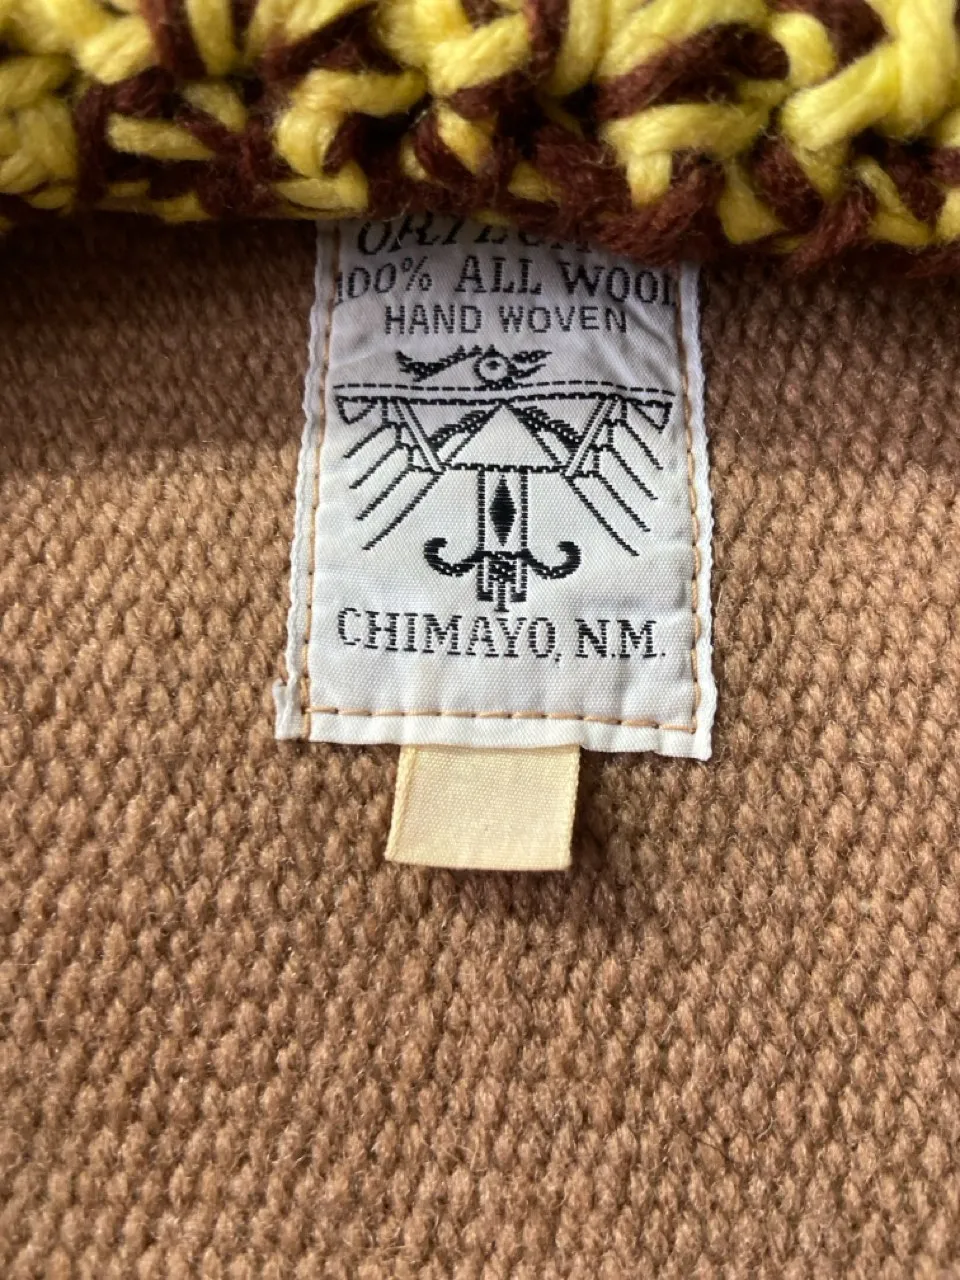 100% ALL WOOL
HAND WOVEN
CHIMAYO, N.M.